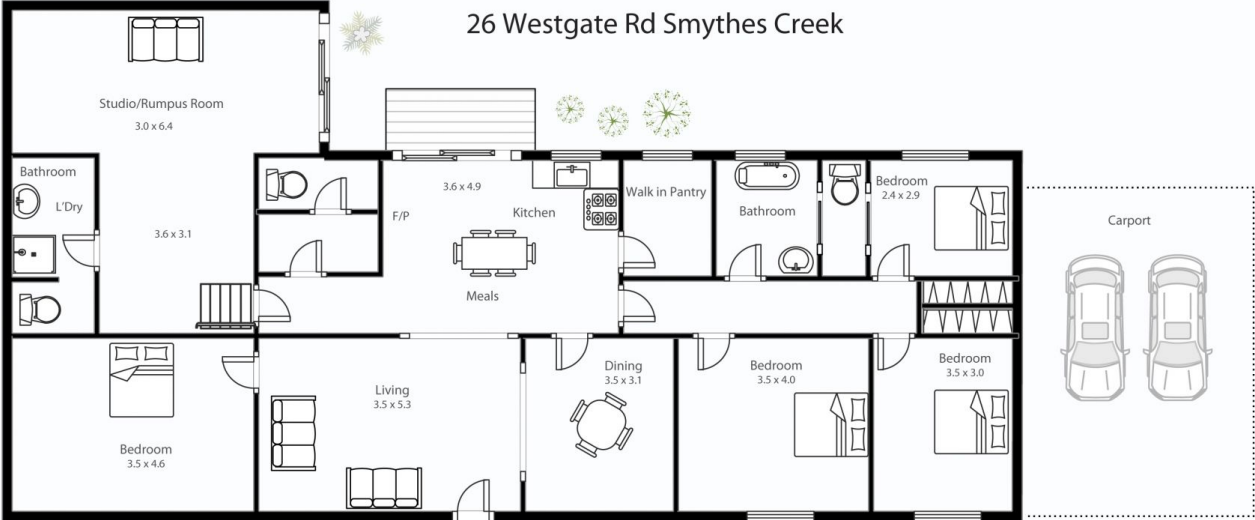 26 Westgate Rd Smythes Creek
Studio/Rumpus Room
3.0 x 6.4
Bathroom
L'Dry
3.6 x 3.1
F/P
3.6 x 4.9
Kitchen
Meals
Walk in Pantry
Bathroom
Bedroom
2.4 x 2.9
Carport
Bedroom
3.5 x 4.6
Living
3.5 x 5.3
Dining
3.5 x 3.1
Bedroom
3.5 x 4.0
Bedroom
3.5 x 3.0